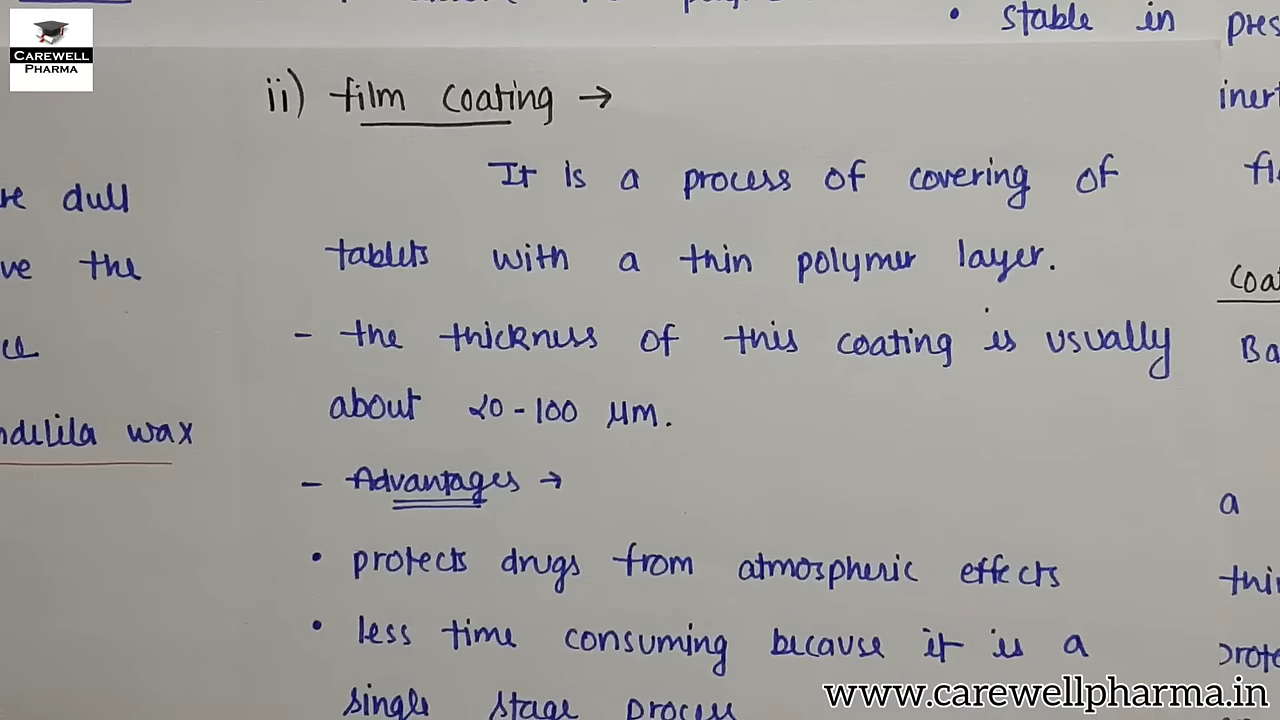 CAREWELL
PHARMA
• stable in
ii) film coating →
inert
It is a process of covering of
dull
tablets with a thin polymer layer.
the
- the thickness of this coating is usually
about 20-100 μm.
wax
- Advantages →
a
• protects drugs from atmospheric effects
• less time consuming because it is a
single stage process
www.carewellpharma.in